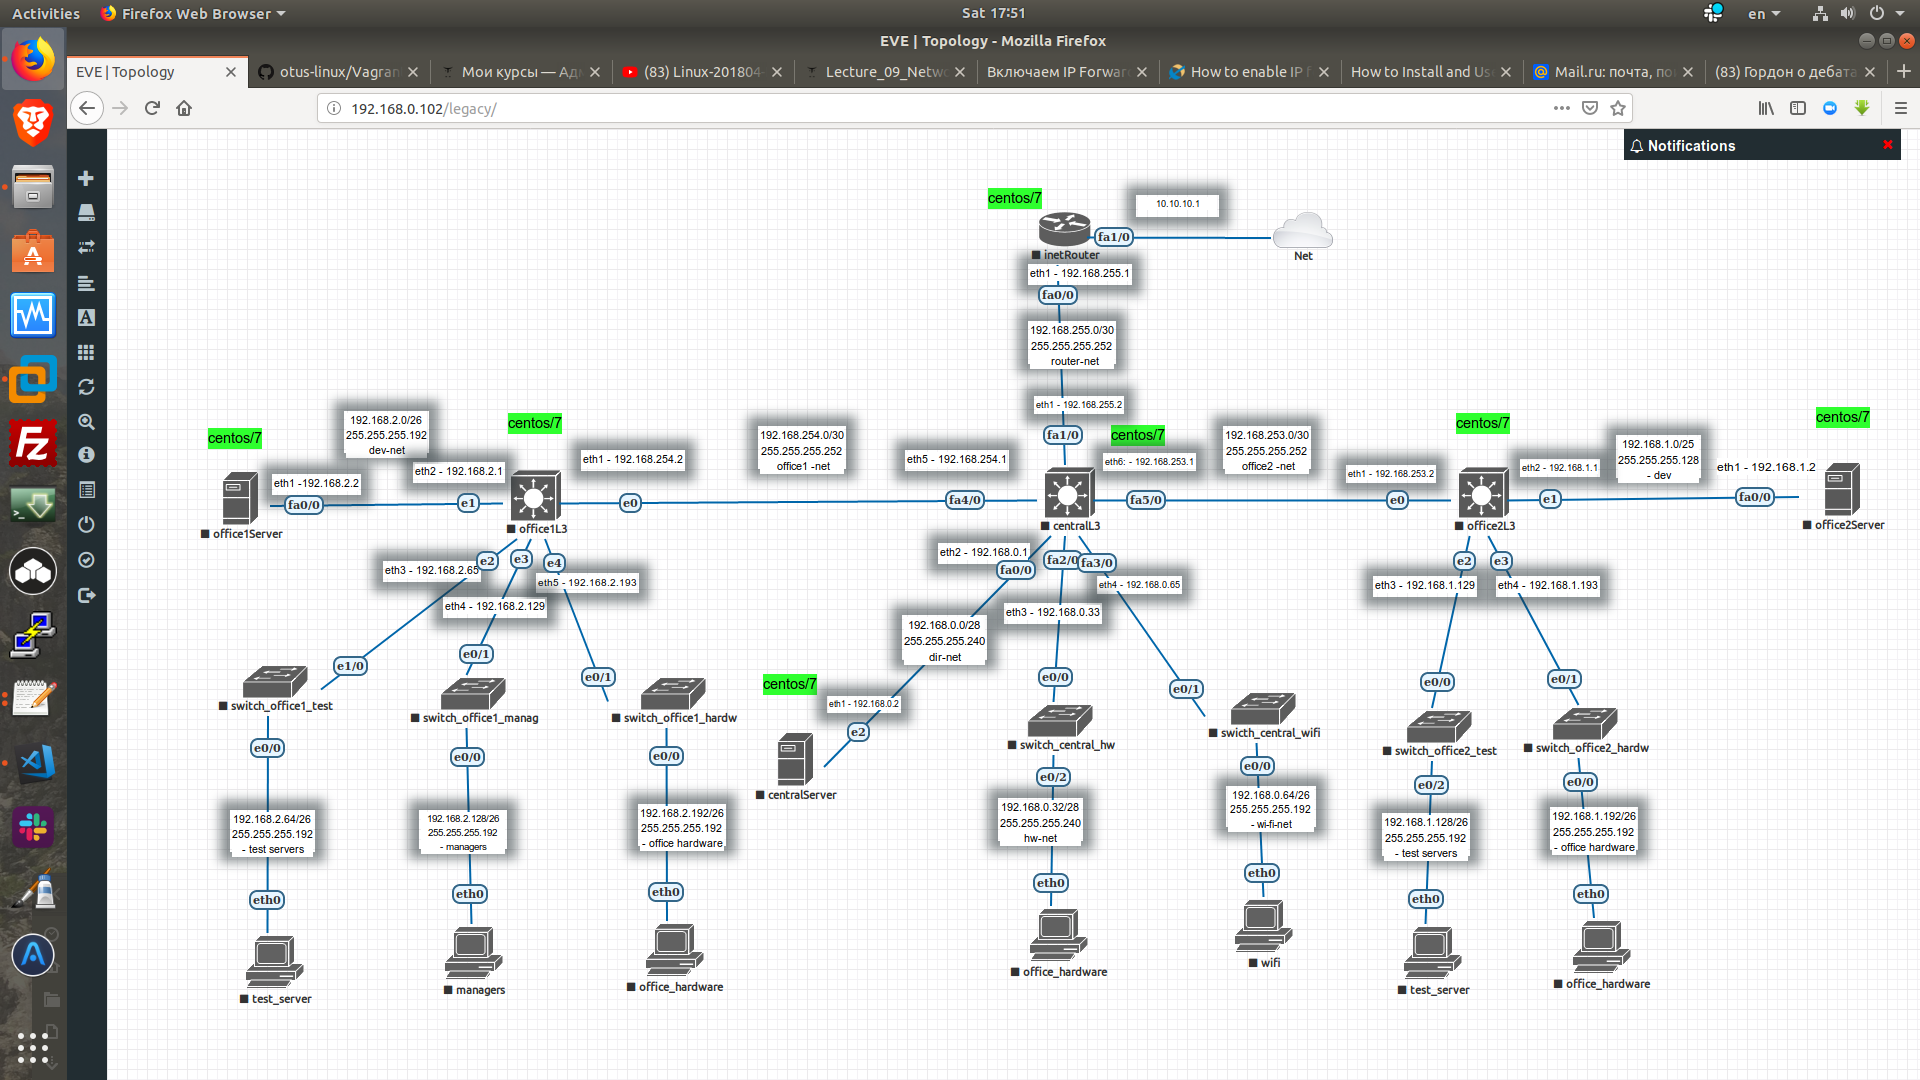 Activities
Firefox Web Browser
Sat 17:51
en
EVE | Topology - Mozilla Firefox
EVE | Topology
otus-linux/Vagran
Мои курсы — Ад
(83) Linux-201804-
Lecture_09_Netw
Включаем IP Forwar
How to enable IP f
How to Install and Us
Mail.ru: почта, по
(83) Гордон о дебата
192.168.0.102/legacy/
Notifications
centos/7
10.10.10.1
fa1/0
inetRouter
Net
eth1 - 192.168.255.1
fa0/0
192.168.255.0/30
255.255.255.252
router-net
eth1 - 192.168.255.2
fa1/0
centos/7
192.168.2.0/26
255.255.255.192
dev-net
centos/7
192.168.254.0/30
255.255.255.252
office1 -net
centos/7
192.168.253.0/30
255.255.255.252
office2 -net
centos/7
192.168.1.0/25
255.255.255.128
- dev
centos/7
eth1 -192.168.2.2
eth2 - 192.168.2.1
eth1 - 192.168.254.2
eth5 - 192.168.254.1
eth6: - 192.168.253.1
eth1 - 192.168.253.2
eth2 - 192.168.1.1
eth1 - 192.168.1.2
fa0/0
e1
e0
fa4/0
fa5/0
e0
e1
fa0/0
office1Server
office1L3
centralL3
office2L3
office2Server
eth3 - 192.168.2.65
e2
e3
e4
eth5 - 192.168.2.193
eth4 - 192.168.2.129
eth2 - 192.168.0.1
fa0/0
fa2/0
fa3/0
eth4 - 192.168.0.65
eth3 - 192.168.0.33
e2
e3
eth3 - 192.168.1.129
eth4 - 192.168.1.193
192.168.0.0/28
255.255.255.240
dir-net
e1/0
e0/1
e0/1
e0/0
e0/1
e0/0
e0/1
centos/7
eth1 - 192.168.0.2
e2
centralServer
switch_office1_test
switch_office1_manag
switch_office1_hardw
switch_central_hw
swicth_central_wifi
switch_office2_test
switch_office2_hardw
e0/0
e0/0
e0/0
e0/2
e0/0
e0/2
e0/0
192.168.2.64/26
255.255.255.192
- test servers
192.168.2.128/26
255.255.255.192
- managers
192.168.2.192/26
255.255.255.192
- office hardware
192.168.0.32/28
255.255.255.240
hw-net
192.168.0.64/26
255.255.255.192
- wi-fi-net
192.168.1.128/26
255.255.255.192
- test servers
192.168.1.192/26
255.255.255.192
- office hardware
eth0
eth0
eth0
eth0
eth0
eth0
eth0
test_server
managers
office_hardware
office_hardware
wifi
test_server
office_hardware